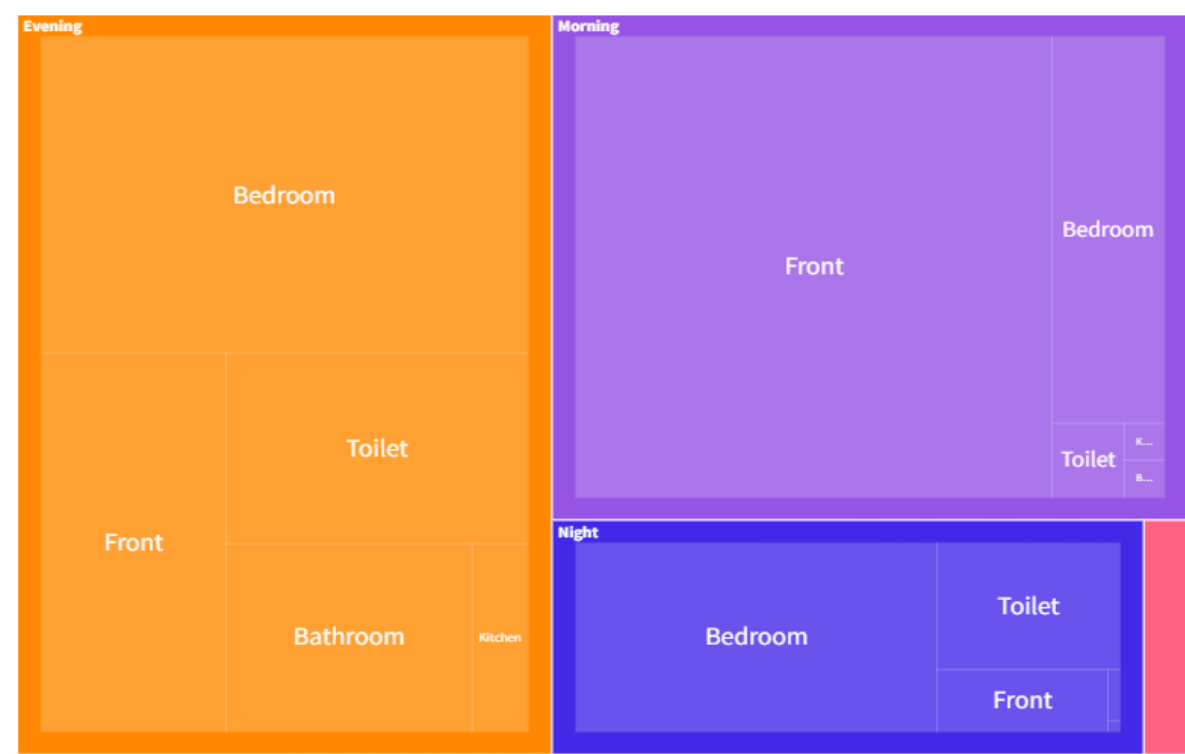 Evening
Bedroom
Front
Toilet
Bathroom
Kitchen
Morning
Front
Bedroom
Toilet
K...
B...
Night
Bedroom
Toilet
Front